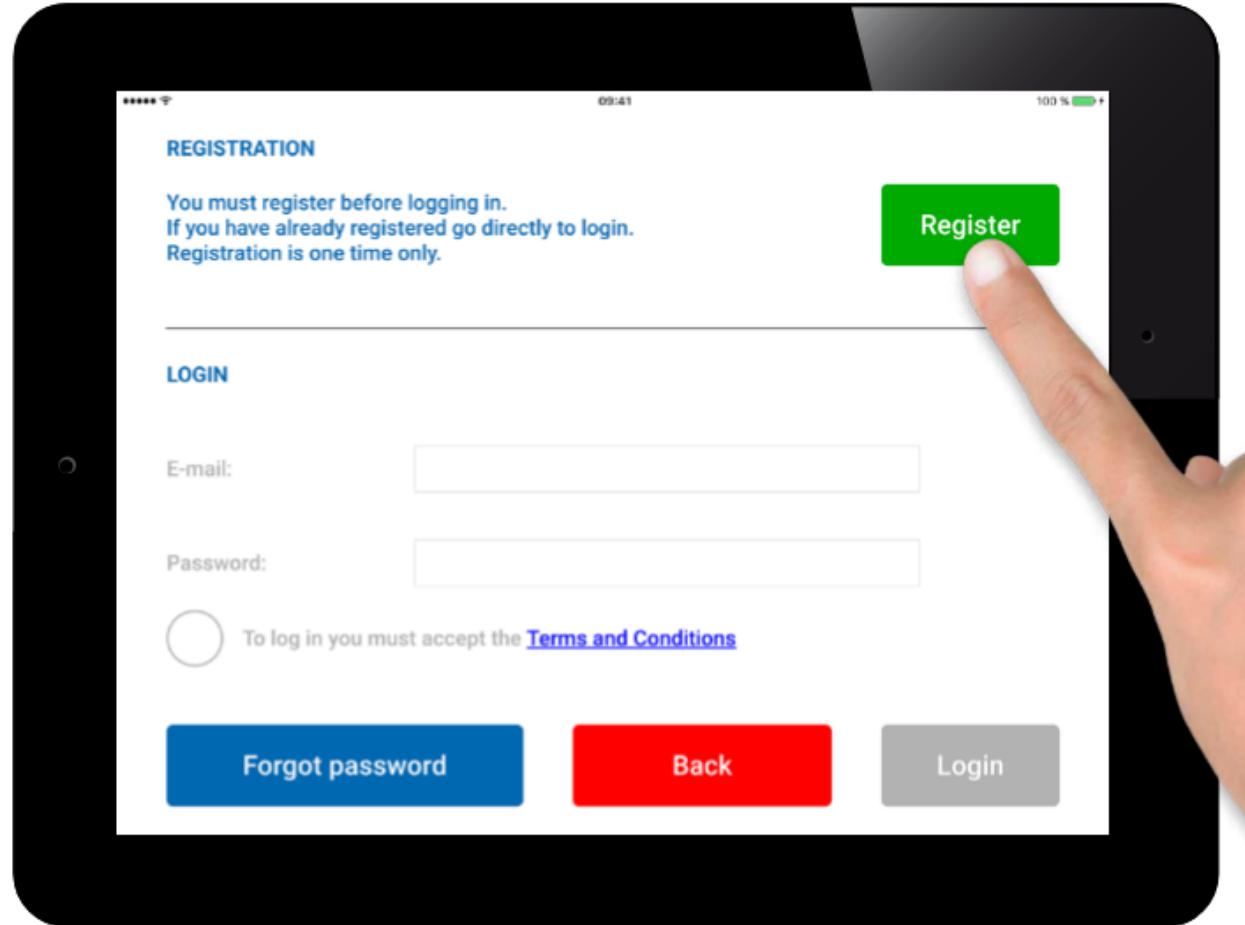 09:41
100 %
REGISTRATION
You must register before logging in.
If you have already registered go directly to login.
Registration is one time only.
Register
LOGIN
E-mail:
Password:
To log in you must accept the Terms and Conditions
Forgot password
Back
Login